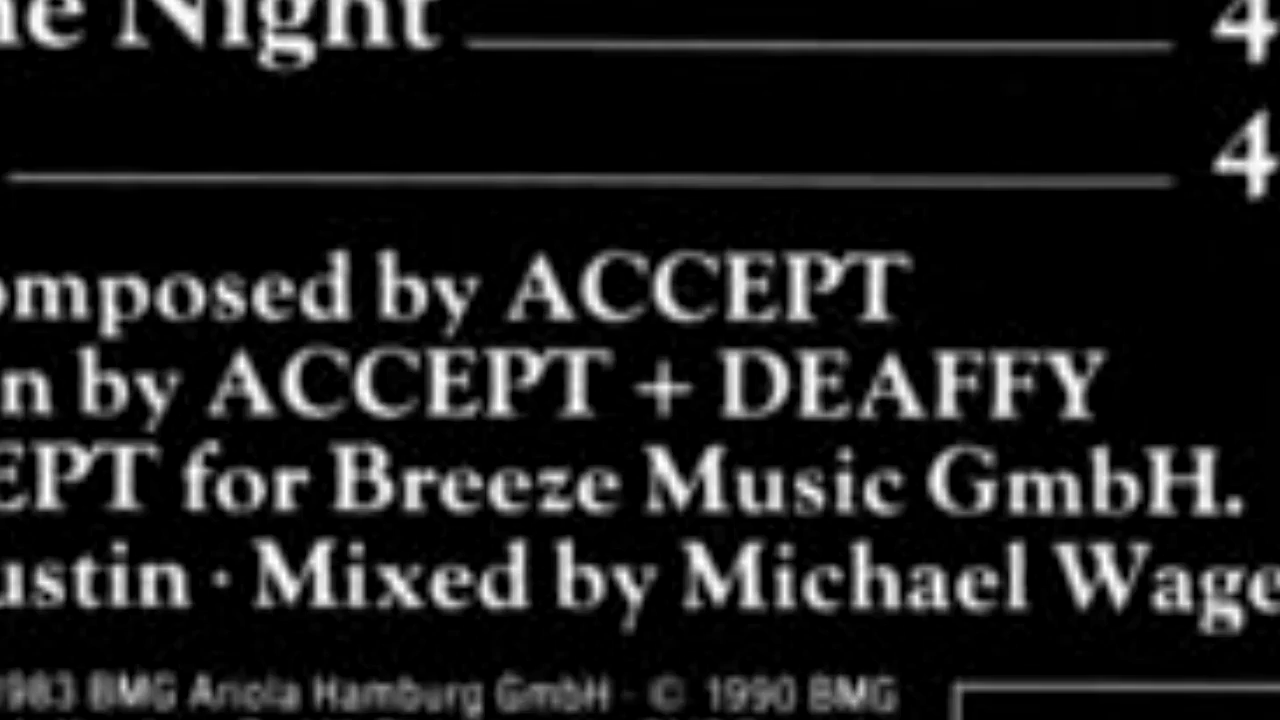 ne Night 4
4
omposed by ACCEPT
n by ACCEPT + DEAFFY
EPT for Breeze Music GmbH.
ustin · Mixed by Michael Wage
1983 BMG Ariola Hamburg GmbH · © 1990 BMG